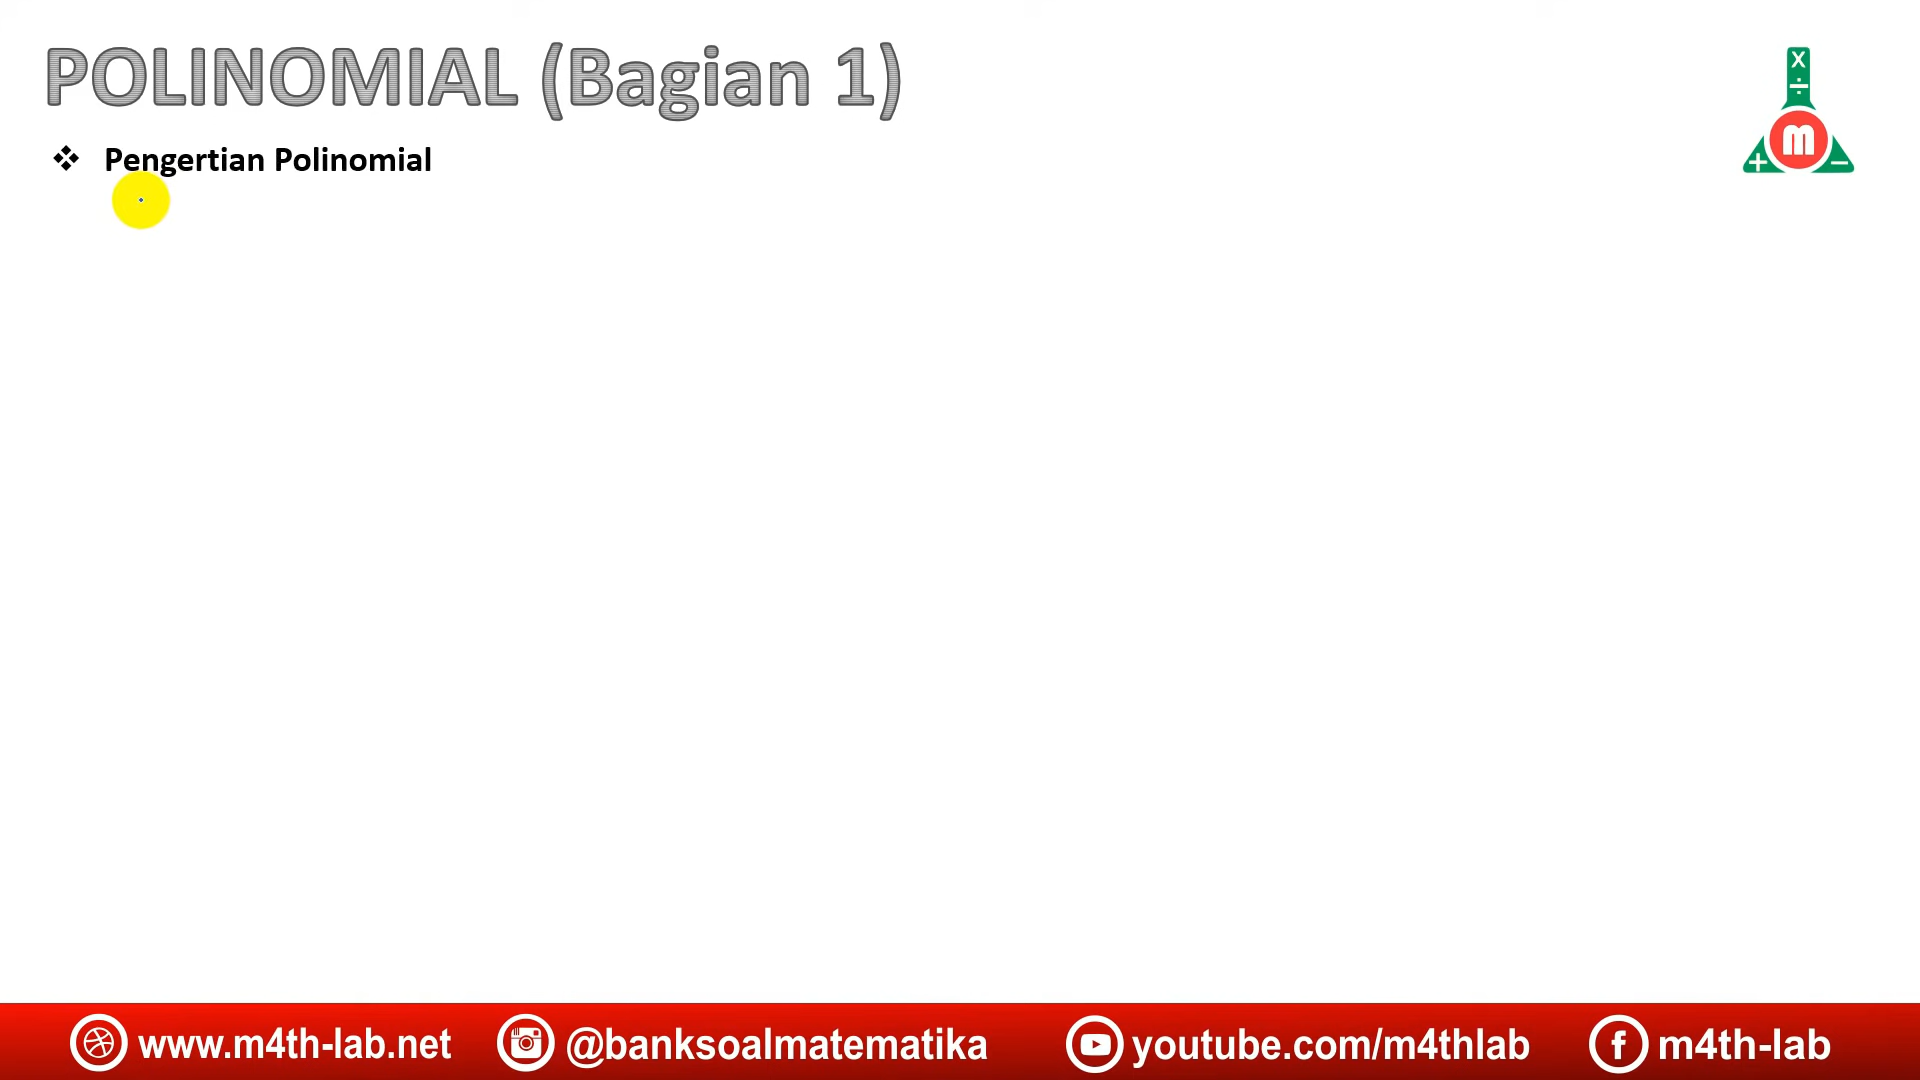 POLINOMIAL (Bagian 1)
❖ Pengertian Polinomial
x
÷
m
+ −
www.m4th-lab.net @banksoalmatematika youtube.com/m4thlab m4th-lab